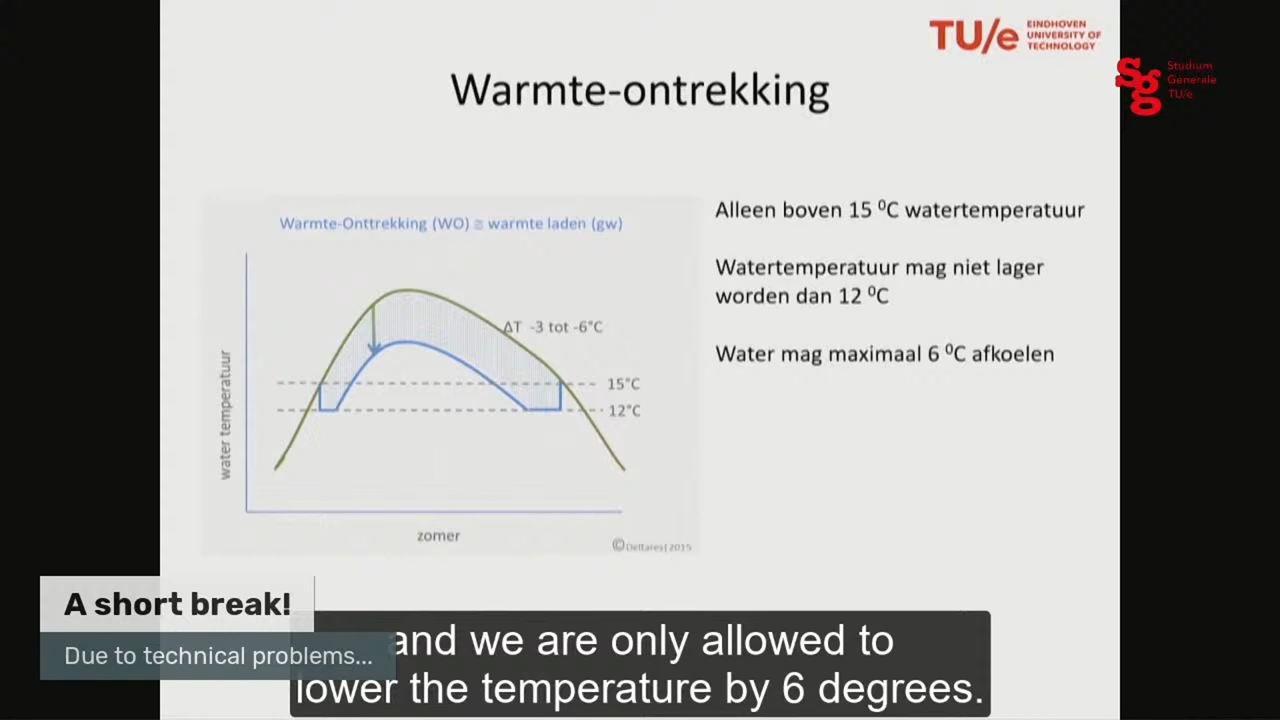 TU/e EINDHOVEN
UNIVERSITY OF
TECHNOLOGY
Studium
Generale
TU/e
sg
Warmte-ontrekking
Warmte-Onttrekking (WO) ≅ warmte laden (gw)
ΔT -3 tot -6°C
15°C
12°C
water temperatuur
zomer
©Deltares|2015
Alleen boven 15 ⁰C watertemperatuur
Watertemperatuur mag niet lager
worden dan 12 ⁰C
Water mag maximaal 6 ⁰C afkoelen
A short break!
Due to technical problems...
and we are only allowed to
lower the temperature by 6 degrees.